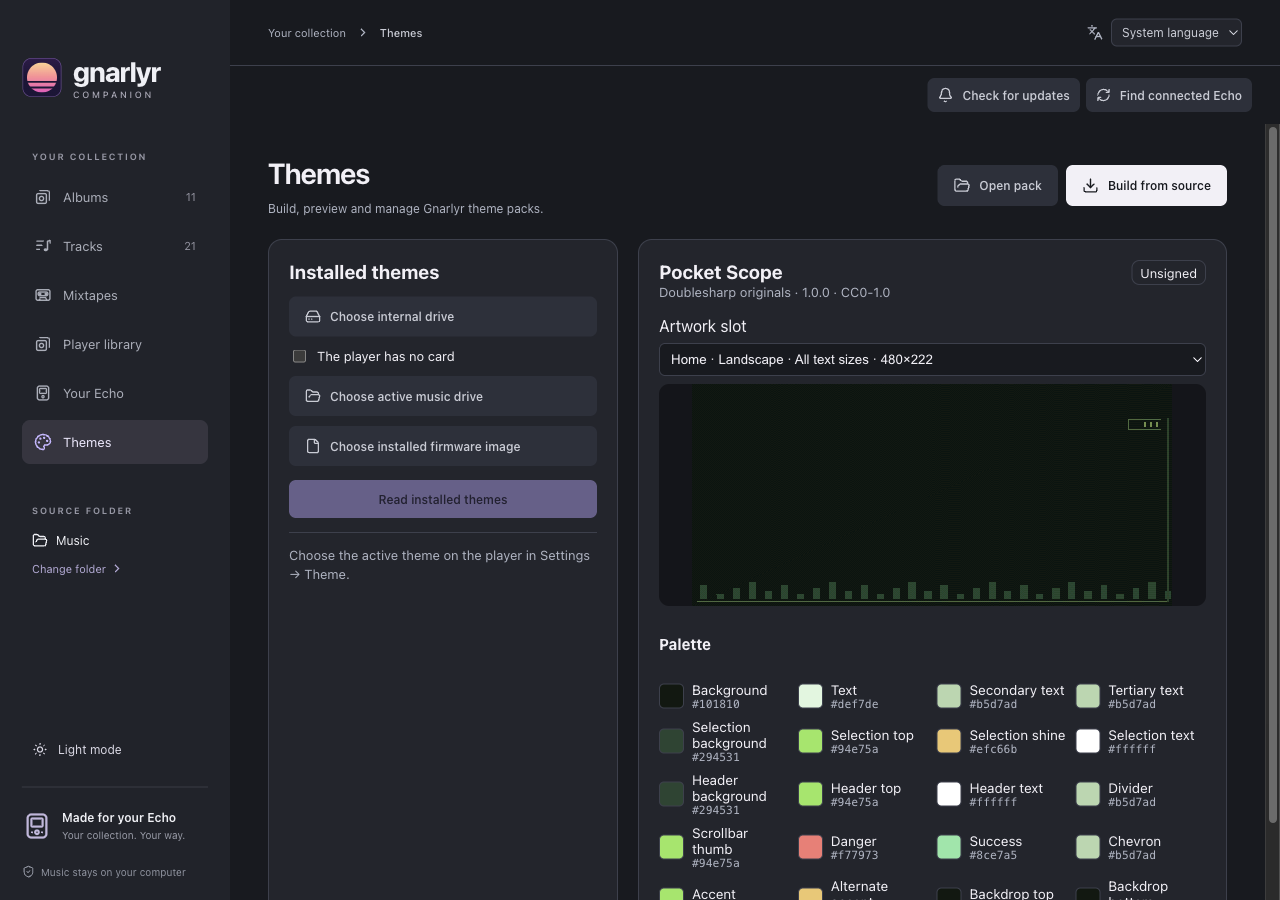 gnarlyr
COMPANION
YOUR COLLECTION
Albums 11
Tracks 21
Mixtapes
Player library
Your Echo
Themes
SOURCE FOLDER
Music
Change folder
Light mode
Made for your Echo
Your collection. Your way.
Music stays on your computer
Your collection Themes
System language
Check for updates
Find connected Echo
Themes
Build, preview and manage Gnarlyr theme packs.
Open pack
Build from source
Installed themes
Choose internal drive
The player has no card
Choose active music drive
Choose installed firmware image
Read installed themes
Choose the active theme on the player in Settings
→ Theme.
Pocket Scope
Unsigned
Doublesharp originals · 1.0.0 · CC0-1.0
Artwork slot
Home · Landscape · All text sizes · 480×222
Palette
Background
#101810
Text
#def7de
Secondary text
#b5d7ad
Tertiary text
#b5d7ad
Selection
background
#294531
Selection top
#94e75a
Selection shine
#efc66b
Selection text
#ffffff
Header
background
#294531
Header top
#94e75a
Header text
#ffffff
Divider
#b5d7ad
Scrollbar
thumb
#94e75a
Danger
#f77973
Success
#8ce7a5
Chevron
#b5d7ad
Accent
Alternate
Backdrop top
Backdrop